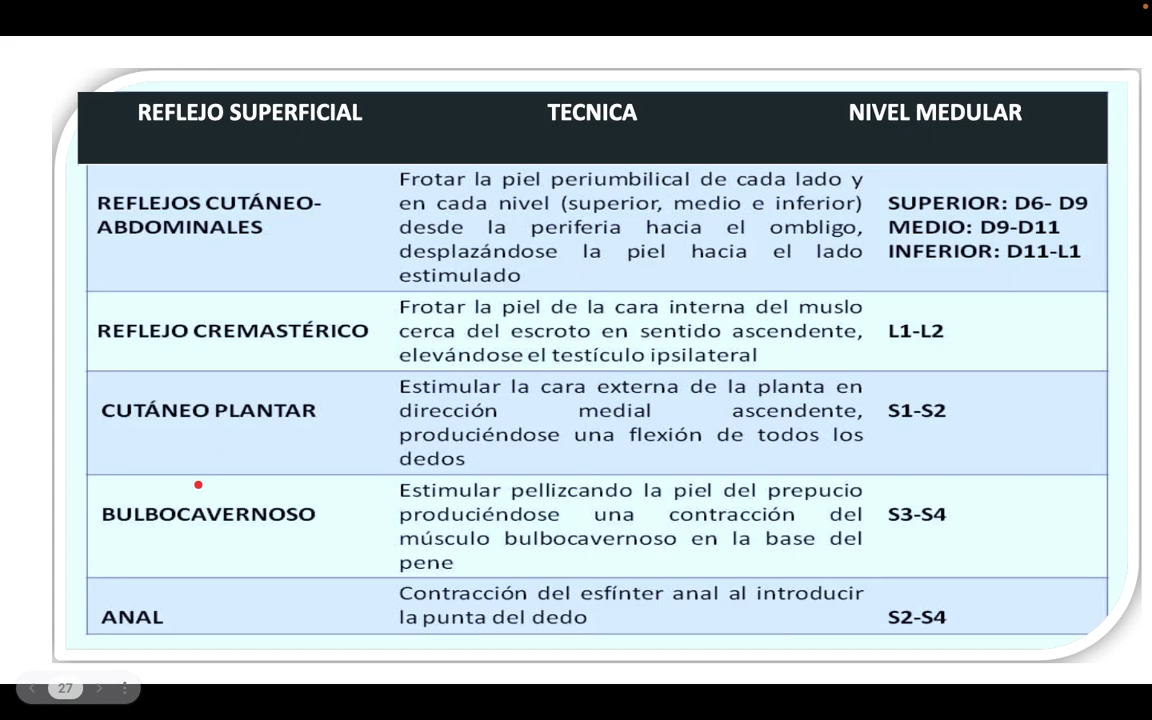 REFLEJO SUPERFICIAL TECNICA NIVEL MEDULAR
REFLEJOS CUTÁNEO-
ABDOMINALES
Frotar la piel periumbilical de cada lado y
en cada nivel (superior, medio e inferior)
desde la periferia hacia el ombligo,
desplazándose la piel hacia el lado
estimulado
SUPERIOR: D6- D9
MEDIO: D9-D11
INFERIOR: D11-L1
REFLEJO CREMASTÉRICO
Frotar la piel de la cara interna del muslo
cerca del escroto en sentido ascendente,
elevándose el testículo ipsilateral
L1-L2
CUTÁNEO PLANTAR
Estimular la cara externa de la planta en
dirección medial ascendente,
produciéndose una flexión de todos los
dedos
S1-S2
BULBOCAVERNOSO
Estimular pellizcando la piel del prepucio
produciéndose una contracción del
músculo bulbocavernoso en la base del
pene
S3-S4
ANAL
Contracción del esfínter anal al introducir
la punta del dedo
S2-S4
27